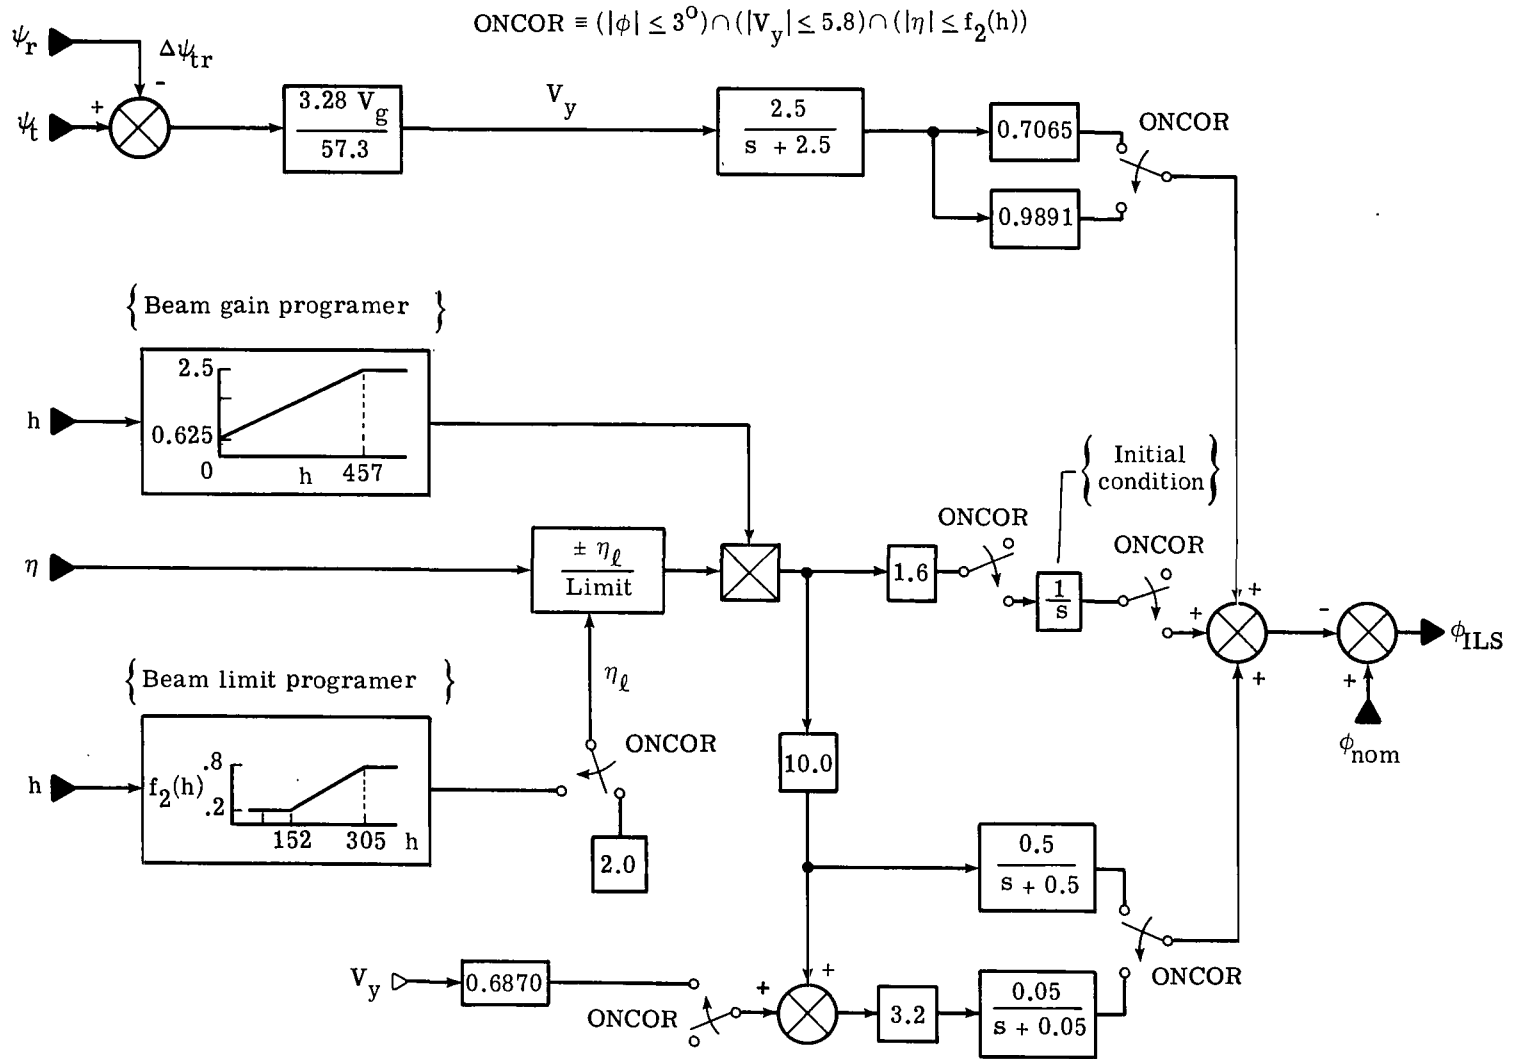 ONCOR ≡ (|ϕ| ≤ 3°)∩(|V_y| ≤ 5.8)∩(|η| ≤ f_2(h))
ψ_r
Δψ_tr
-
ψ_t
+
3.28 V_g
57.3
V_y
2.5
s + 2.5
0.7065
ONCOR
0.9891
{Beam gain programer }
h
2.5
0.625
0
h
457
η
± η_ℓ
Limit
1.6
ONCOR
{Initial
condition}
1
s
ONCOR
+
+
+
-
+
ϕ_ILS
ϕ_nom
{Beam limit programer }
h
f_2(h)
.8
.2
152
305
h
η_ℓ
ONCOR
2.0
10.0
0.5
s + 0.5
ONCOR
V_y
0.6870
ONCOR
+
+
3.2
0.05
s + 0.05